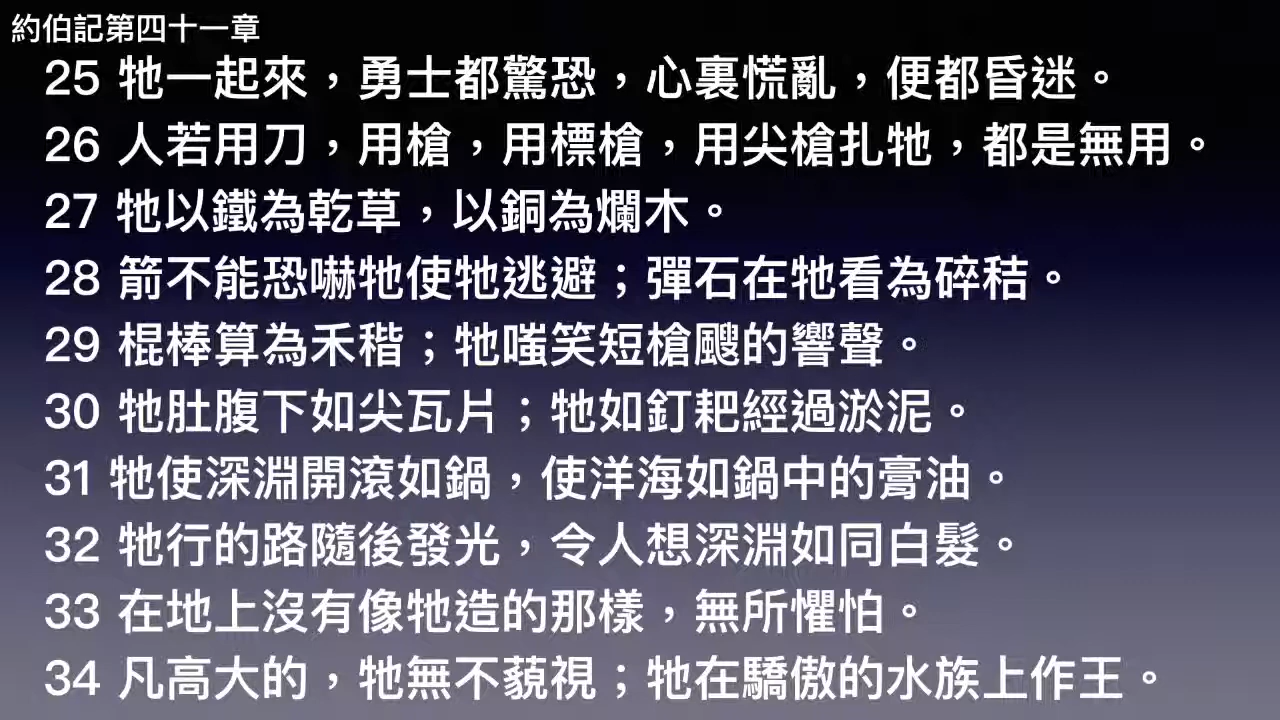 約伯記第四十一章
25 牠一起來，勇士都驚恐，心裏慌亂，便都昏迷。
26 人若用刀，用槍，用標槍，用尖槍扎牠，都是無用。
27 牠以鐵為乾草，以銅為爛木。
28 箭不能恐嚇牠使牠逃避；彈石在牠看為碎秸。
29 棍棒算為禾稭；牠嗤笑短槍颼的響聲。
30 牠肚腹下如尖瓦片；牠如釘耙經過淤泥。
31 牠使深淵開滾如鍋，使洋海如鍋中的膏油。
32 牠行的路隨後發光，令人想深淵如同白髮。
33 在地上沒有像牠造的那樣，無所懼怕。
34 凡高大的，牠無不藐視；牠在驕傲的水族上作王。